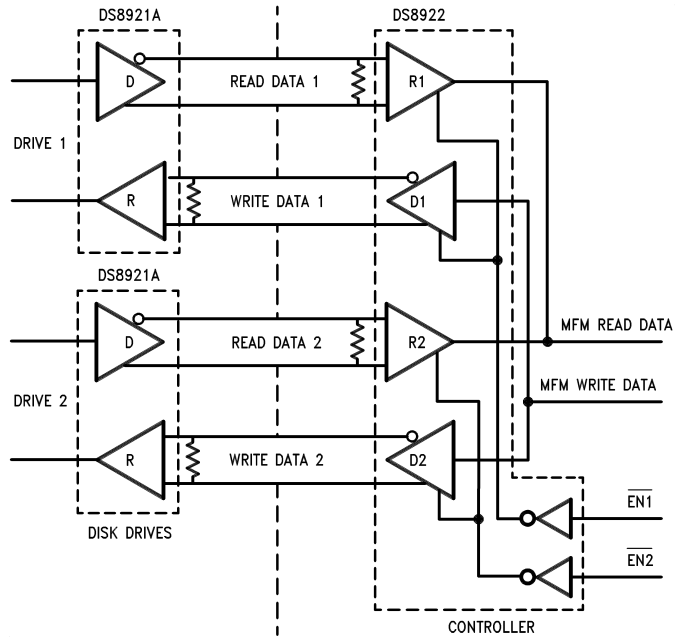 DS8921A
DS8922
D
READ DATA 1
R1
DRIVE 1
R
WRITE DATA 1
D1
DS8921A
D
READ DATA 2
R2
MFM READ DATA
MFM WRITE DATA
DRIVE 2
R
WRITE DATA 2
D2
EN1
DISK DRIVES
EN2
CONTROLLER